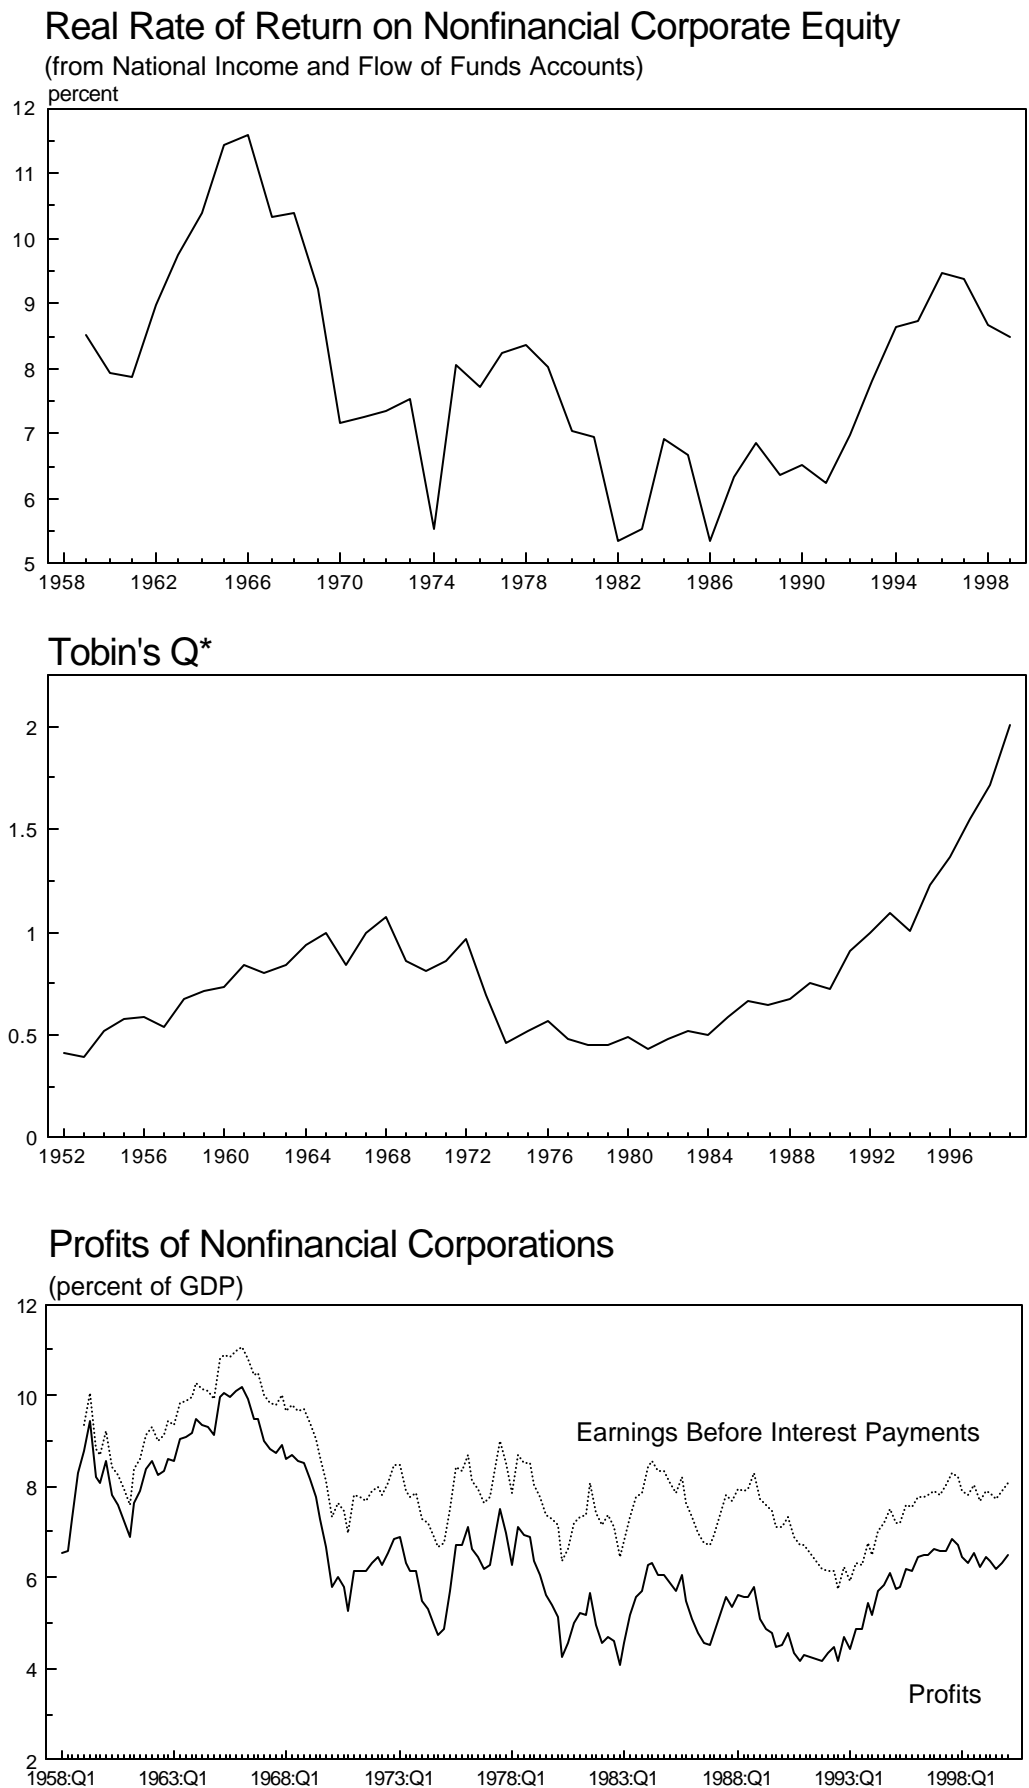 Real Rate of Return on Nonfinancial Corporate Equity
(from National Income and Flow of Funds Accounts)
percent
12
11
10
9
8
7
6
5
1958 1962 1966 1970 1974 1978 1982 1986 1990 1994 1998
Tobin's Q*
2
1.5
1
0.5
0
1952 1956 1960 1964 1968 1972 1976 1980 1984 1988 1992 1996
Profits of Nonfinancial Corporations
(percent of GDP)
12
10
Earnings Before Interest Payments
8
6
4
Profits
2
1958:Q1 1963:Q1 1968:Q1 1973:Q1 1978:Q1 1983:Q1 1988:Q1 1993:Q1 1998:Q1